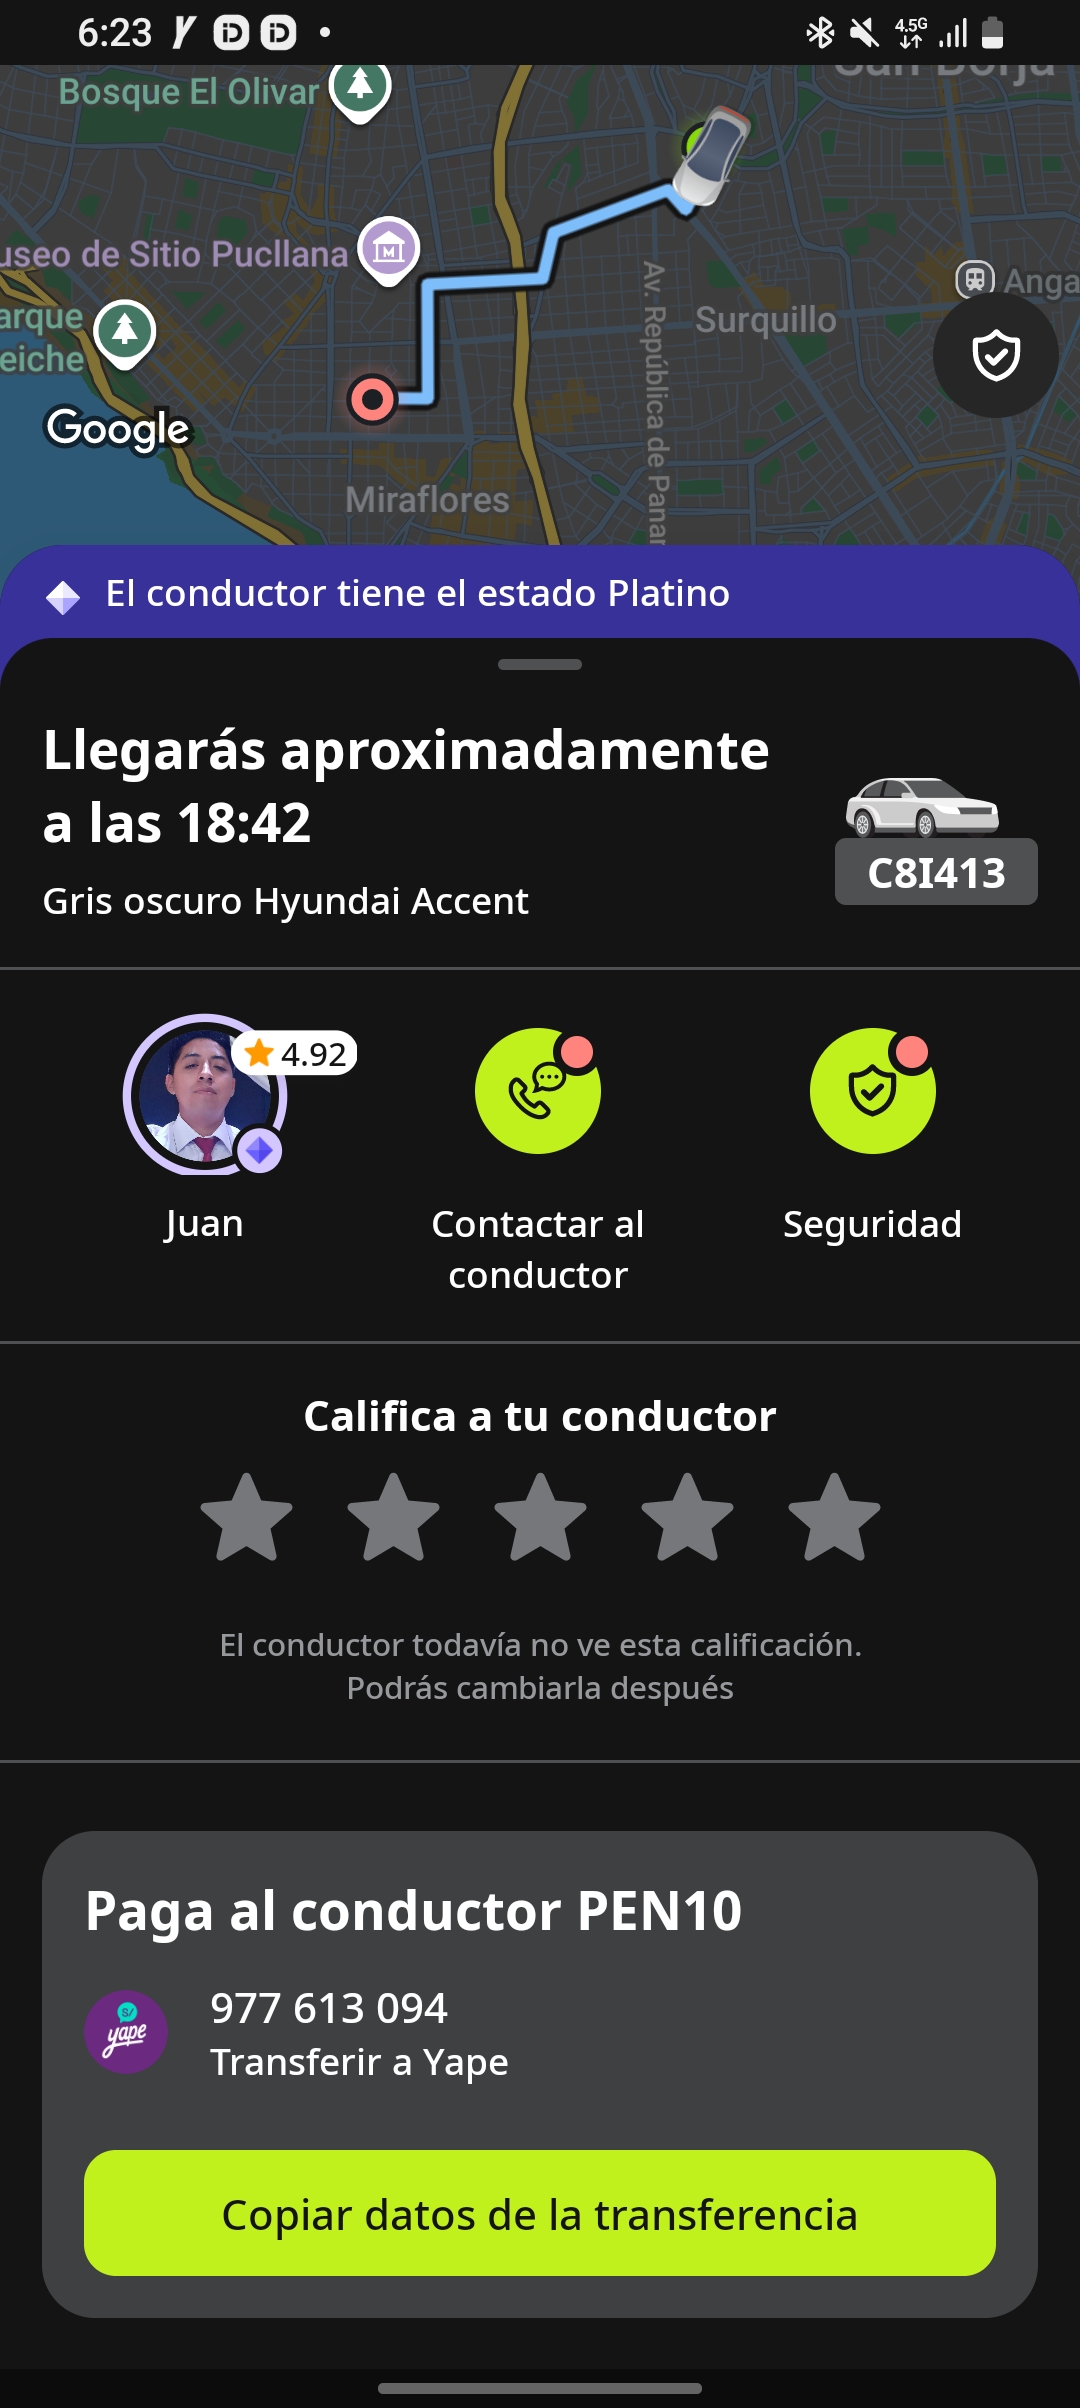 6:23
4.5G
San Borja
Bosque El Olivar
useo de Sitio Pucllana
arque
eiche
Anga
Surquillo
Av. República de Panam
Google
Miraflores
El conductor tiene el estado Platino
Llegarás aproximadamente
a las 18:42
C8I413
Gris oscuro Hyundai Accent
4.92
Juan
Contactar al
conductor
Seguridad
Califica a tu conductor
El conductor todavía no ve esta calificación.
Podrás cambiarla después
Paga al conductor PEN10
S/
yape
977 613 094
Transferir a Yape
Copiar datos de la transferencia